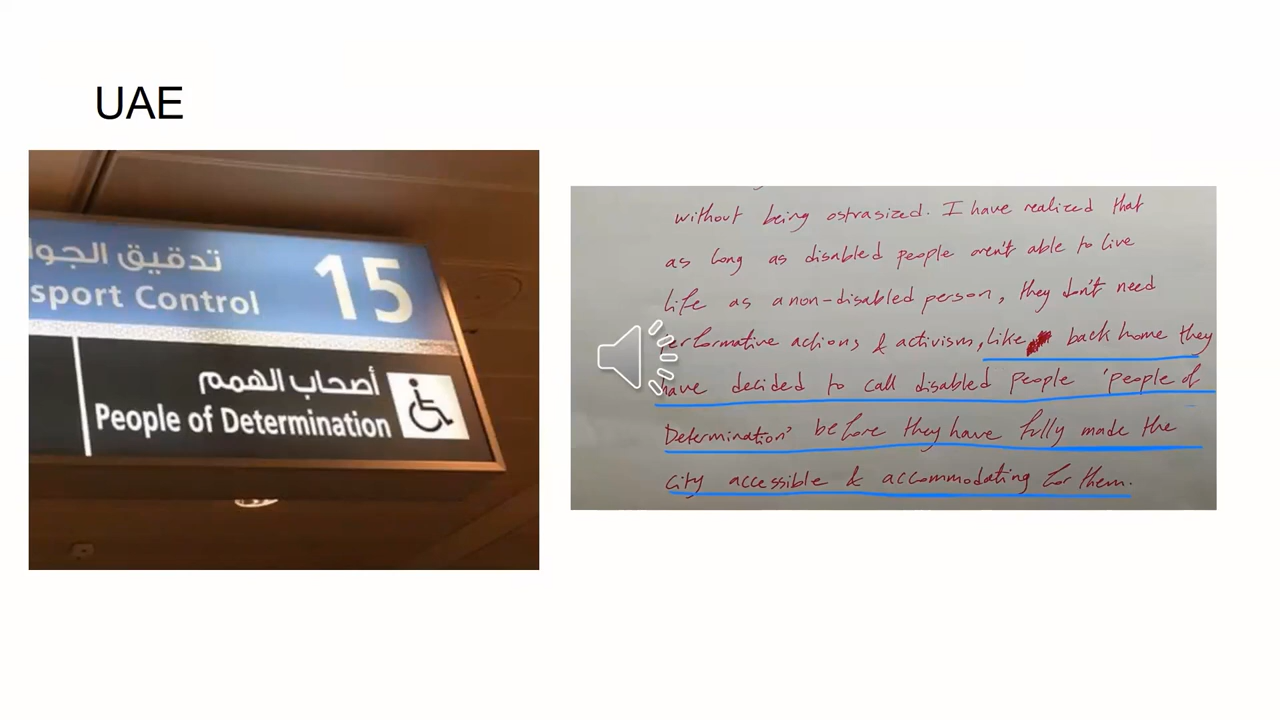 UAE
تدقيق الجوا
15
sport Control
أصحاب الهمم
People of Determination
without being ostrasized. I have realized that
as long as disabled people aren't able to live
life as a non-disabled person, they don't need
performative actions & activism, like back home they
have decided to call disabled people 'people of
Determination' before they have fully made the
city accessible & accommodating for them.